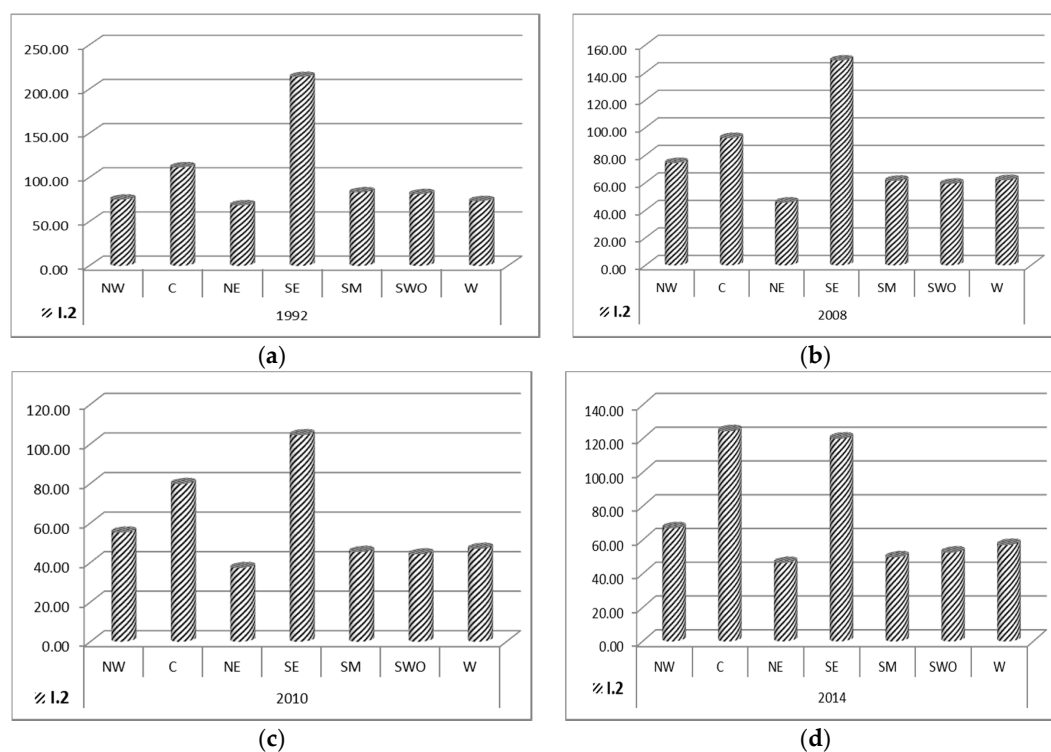 250.00
200.00
150.00
100.00
50.00
0.00
NW C NE SE SM SWO W
I.2 1992
(a)
160.00
140.00
120.00
100.00
80.00
60.00
40.00
20.00
0.00
NW C NE SE SM SWO W
I.2 2008
(b)
120.00
100.00
80.00
60.00
40.00
20.00
0.00
NW C NE SE SM SWO W
I.2 2010
(c)
140.00
120.00
100.00
80.00
60.00
40.00
20.00
0.00
NW C NE SE SM SWO W
I.2 2014
(d)